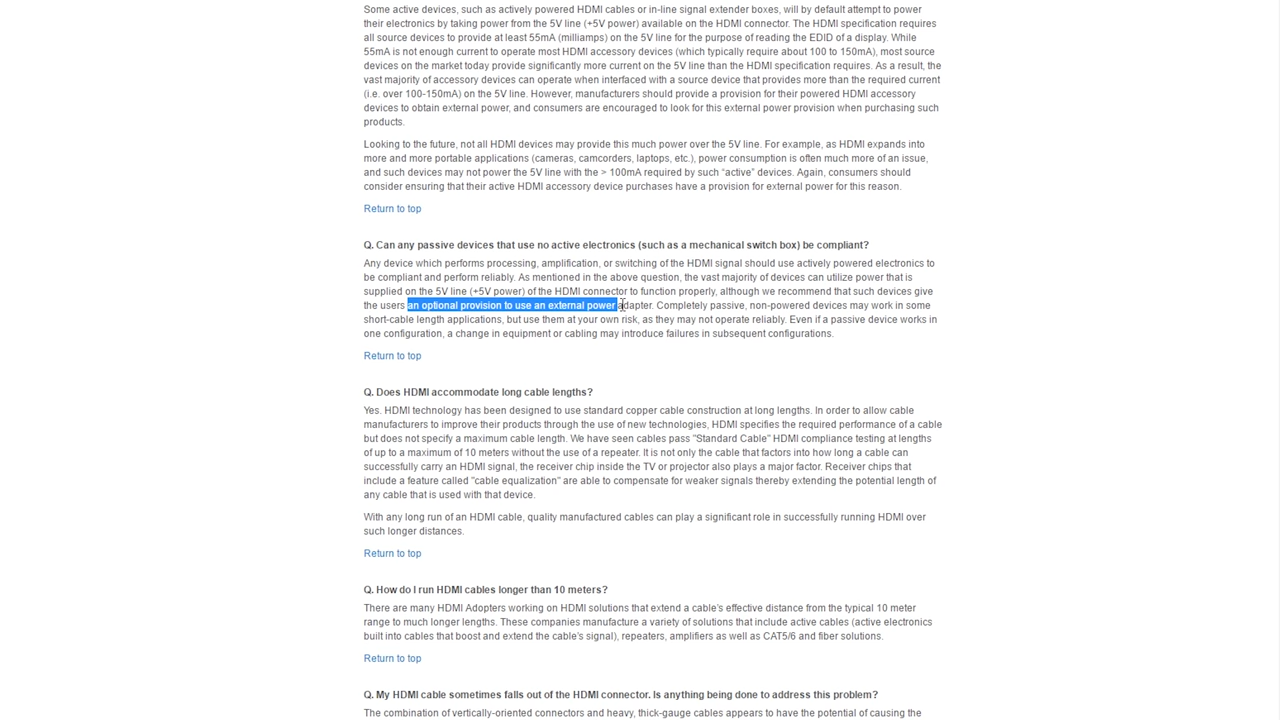 Some active devices, such as actively powered HDMI cables or in-line signal extender boxes, will by default attempt to power
their electronics by taking power from the 5V line (+5V power) available on the HDMI connector. The HDMI specification requires
all source devices to provide at least 55mA (milliamps) on the 5V line for the purpose of reading the EDID of a display. While
55mA is not enough current to operate most HDMI accessory devices (which typically require about 100 to 150mA), most source
devices on the market today provide significantly more current on the 5V line than the HDMI specification requires. As a result, the
vast majority of accessory devices can operate when interfaced with a source device that provides more than the required current
(i.e. over 100-150mA) on the 5V line. However, manufacturers should provide a provision for their powered HDMI accessory
devices to obtain external power, and consumers are encouraged to look for this external power provision when purchasing such
products.
Looking to the future, not all HDMI devices may provide this much power over the 5V line. For example, as HDMI expands into
more and more portable applications (cameras, camcorders, laptops, etc.), power consumption is often much more of an issue,
and such devices may not power the 5V line with the > 100mA required by such “active” devices. Again, consumers should
consider ensuring that their active HDMI accessory device purchases have a provision for external power for this reason.
Return to top
Q. Can any passive devices that use no active electronics (such as a mechanical switch box) be compliant?
Any device which performs processing, amplification, or switching of the HDMI signal should use actively powered electronics to
be compliant and perform reliably. As mentioned in the above question, the vast majority of devices can utilize power that is
supplied on the 5V line (+5V power) of the HDMI connector to function properly, although we recommend that such devices give
the users an optional provision to use an external power adapter. Completely passive, non-powered devices may work in some
short-cable length applications, but use them at your own risk, as they may not operate reliably. Even if a passive device works in
one configuration, a change in equipment or cabling may introduce failures in subsequent configurations.
Return to top
Q. Does HDMI accommodate long cable lengths?
Yes. HDMI technology has been designed to use standard copper cable construction at long lengths. In order to allow cable
manufacturers to improve their products through the use of new technologies, HDMI specifies the required performance of a cable
but does not specify a maximum cable length. We have seen cables pass "Standard Cable" HDMI compliance testing at lengths
of up to a maximum of 10 meters without the use of a repeater. It is not only the cable that factors into how long a cable can
successfully carry an HDMI signal, the receiver chip inside the TV or projector also plays a major factor. Receiver chips that
include a feature called "cable equalization" are able to compensate for weaker signals thereby extending the potential length of
any cable that is used with that device.
With any long run of an HDMI cable, quality manufactured cables can play a significant role in successfully running HDMI over
such longer distances.
Return to top
Q. How do I run HDMI cables longer than 10 meters?
There are many HDMI Adopters working on HDMI solutions that extend a cable's effective distance from the typical 10 meter
range to much longer lengths. These companies manufacture a variety of solutions that include active cables (active electronics
built into cables that boost and extend the cable's signal), repeaters, amplifiers as well as CAT5/6 and fiber solutions.
Return to top
Q. My HDMI cable sometimes falls out of the HDMI connector. Is anything being done to address this problem?
The combination of vertically-oriented connectors and heavy, thick-gauge cables appears to have the potential of causing the